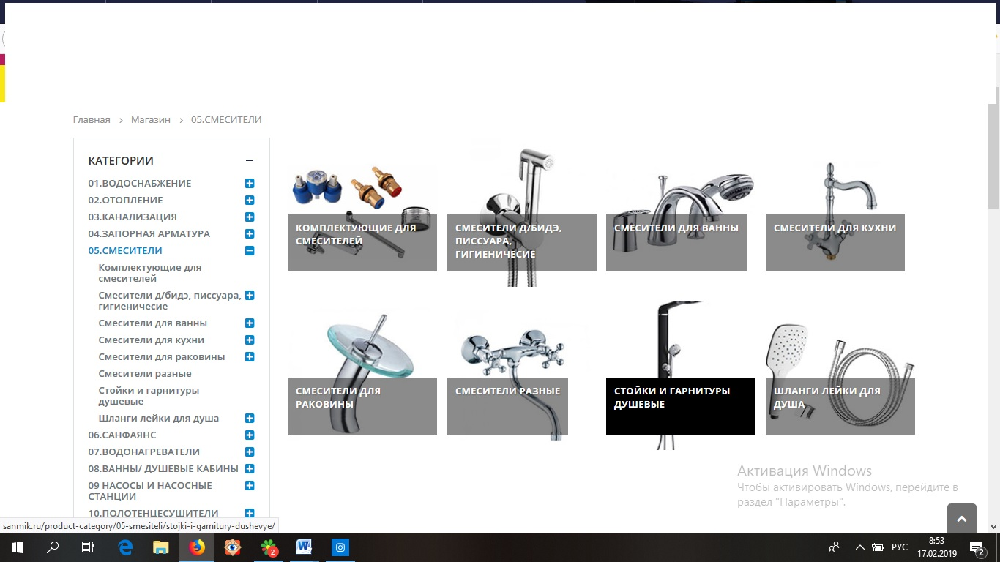 Главная > Магазин > 05.СМЕСИТЕЛИ
КАТЕГОРИИ
01.ВОДОСНАБЖЕНИЕ
02.ОТОПЛЕНИЕ
03.КАНАЛИЗАЦИЯ
04.ЗАПОРНАЯ АРМАТУРА
05.СМЕСИТЕЛИ
Комплектующие для
смесителей
Смесители д/бидэ, писсуара,
гигиеничесие
Смесители для ванны
Смесители для кухни
Смесители для раковины
Смесители разные
Стойки и гарнитуры
душевые
Шланги лейки для душа
06.САНФАЯНС
07.ВОДОНАГРЕВАТЕЛИ
08.ВАННЫ/ ДУШЕВЫЕ КАБИНЫ
09 НАСОСЫ И НАСОСНЫЕ
СТАНЦИИ
10.ПОЛОТЕНЦЕСУШИТЕЛИ
КОМПЛЕКТУЮЩИЕ ДЛЯ
СМЕСИТЕЛЕЙ
СМЕСИТЕЛИ Д/БИДЭ,
ПИССУАРА,
ГИГИЕНИЧЕСИЕ
СМЕСИТЕЛИ ДЛЯ ВАННЫ
СМЕСИТЕЛИ ДЛЯ КУХНИ
СМЕСИТЕЛИ ДЛЯ
РАКОВИНЫ
СМЕСИТЕЛИ РАЗНЫЕ
СТОЙКИ И ГАРНИТУРЫ
ДУШЕВЫЕ
ШЛАНГИ ЛЕЙКИ ДЛЯ
ДУША
Активация Windows
Чтобы активировать Windows, перейдите в
раздел "Параметры".
sanmik.ru/product-category/05-smesiteli/stojki-i-garnitury-dushevye/
2
РУС
8:53
17.02.2019
2